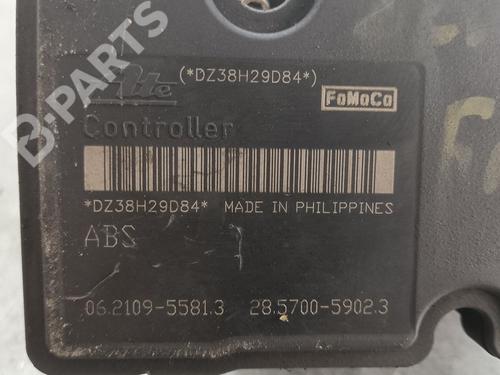 B-PARTS
Ate
(*DZ38H29D84*)
FoMoCo
Controller
*DZ38H29D84* MADE IN PHILIPPINES
ABS
06.2109-5581.3 28.5700-5902.3